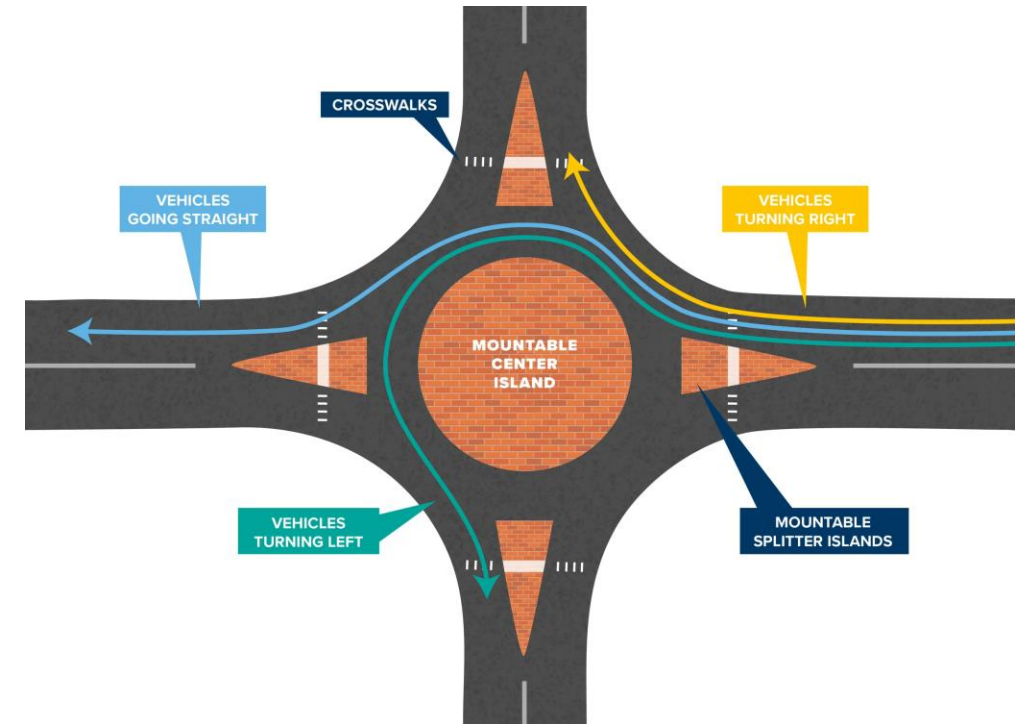 CROSSWALKS
VEHICLES
GOING STRAIGHT
VEHICLES
TURNING RIGHT
MOUNTABLE
CENTER
ISLAND
VEHICLES
TURNING LEFT
MOUNTABLE
SPLITTER ISLANDS